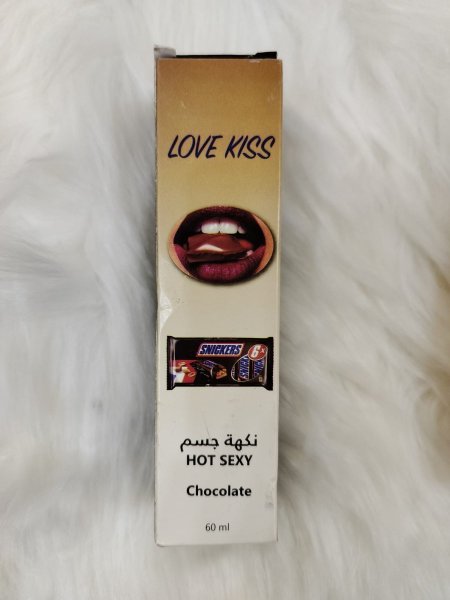 LOVE KISS
SNICKERS
6
نكهة جسم
HOT SEXY
Chocolate
60 ml